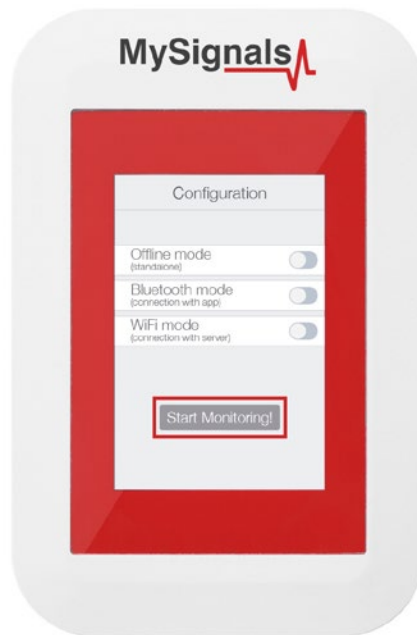 MySignals
Configuration
Offline mode
(standalone)
Bluetooth mode
(connection with app)
WiFi mode
(connection with server)
Start Monitoring!